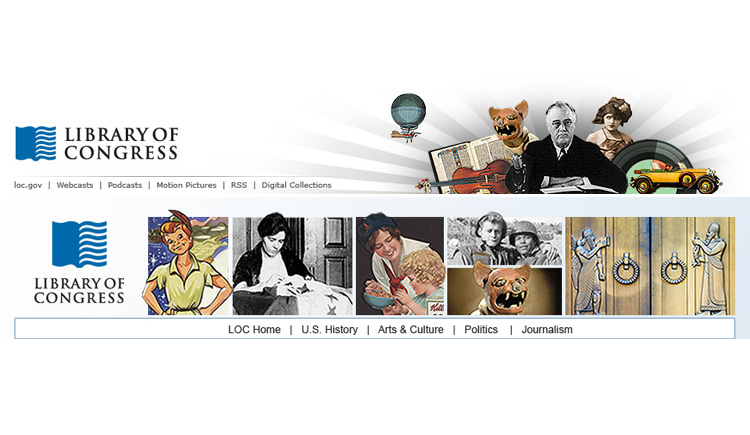 LIBRARY OF
CONGRESS
loc.gov | Webcasts | Podcasts | Motion Pictures | RSS | Digital Collections
LIBRARY OF
CONGRESS
LOC Home | U.S. History | Arts & Culture | Politics | Journalism